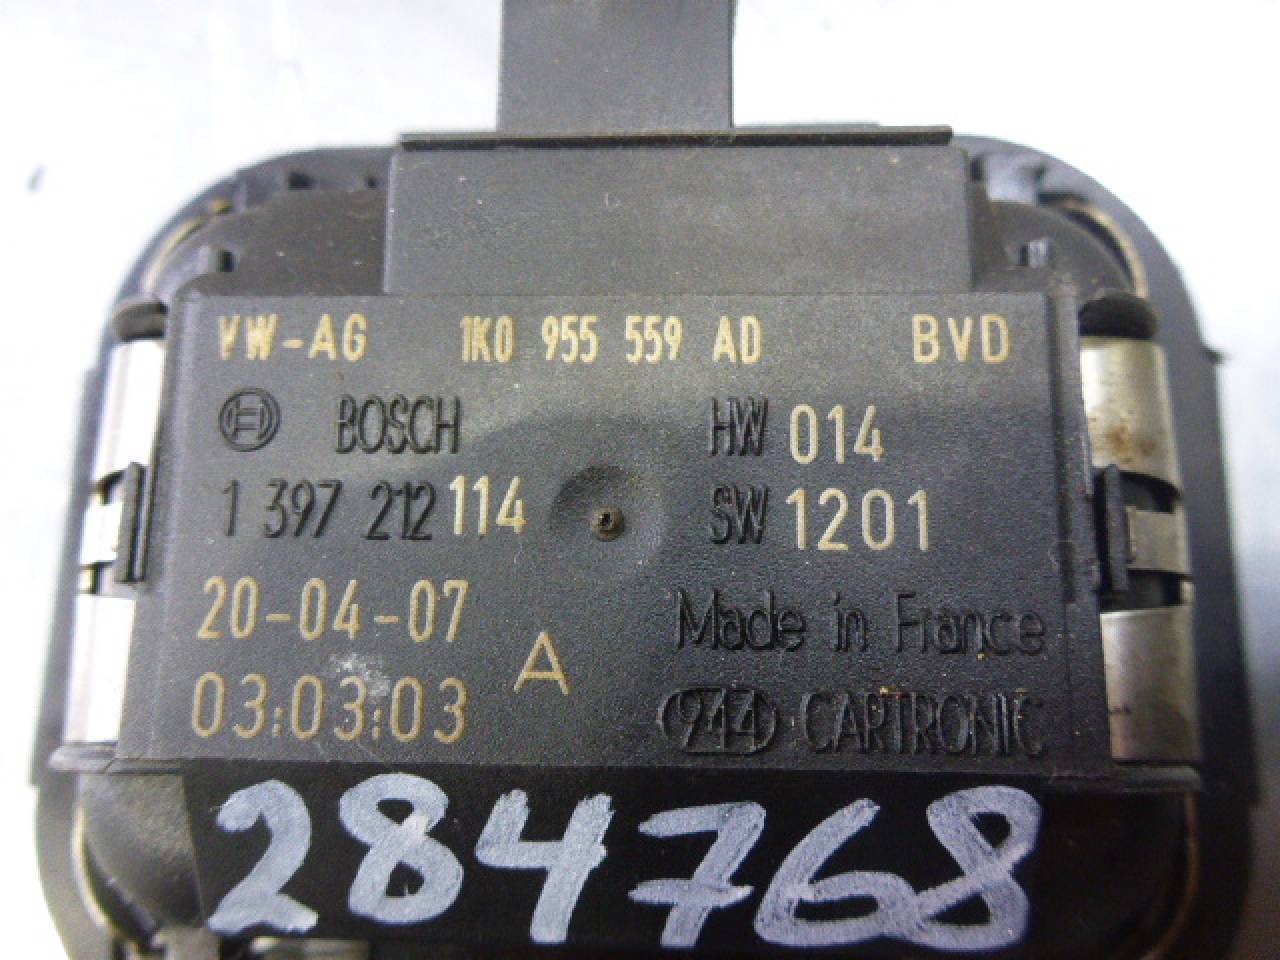 VW-AG 1K0 955 559 AD BVD
BOSCH HW 014
1 397 212 114 SW 1201
20-04-07 Made in France
03:03:03 A CARTRONIC
284768